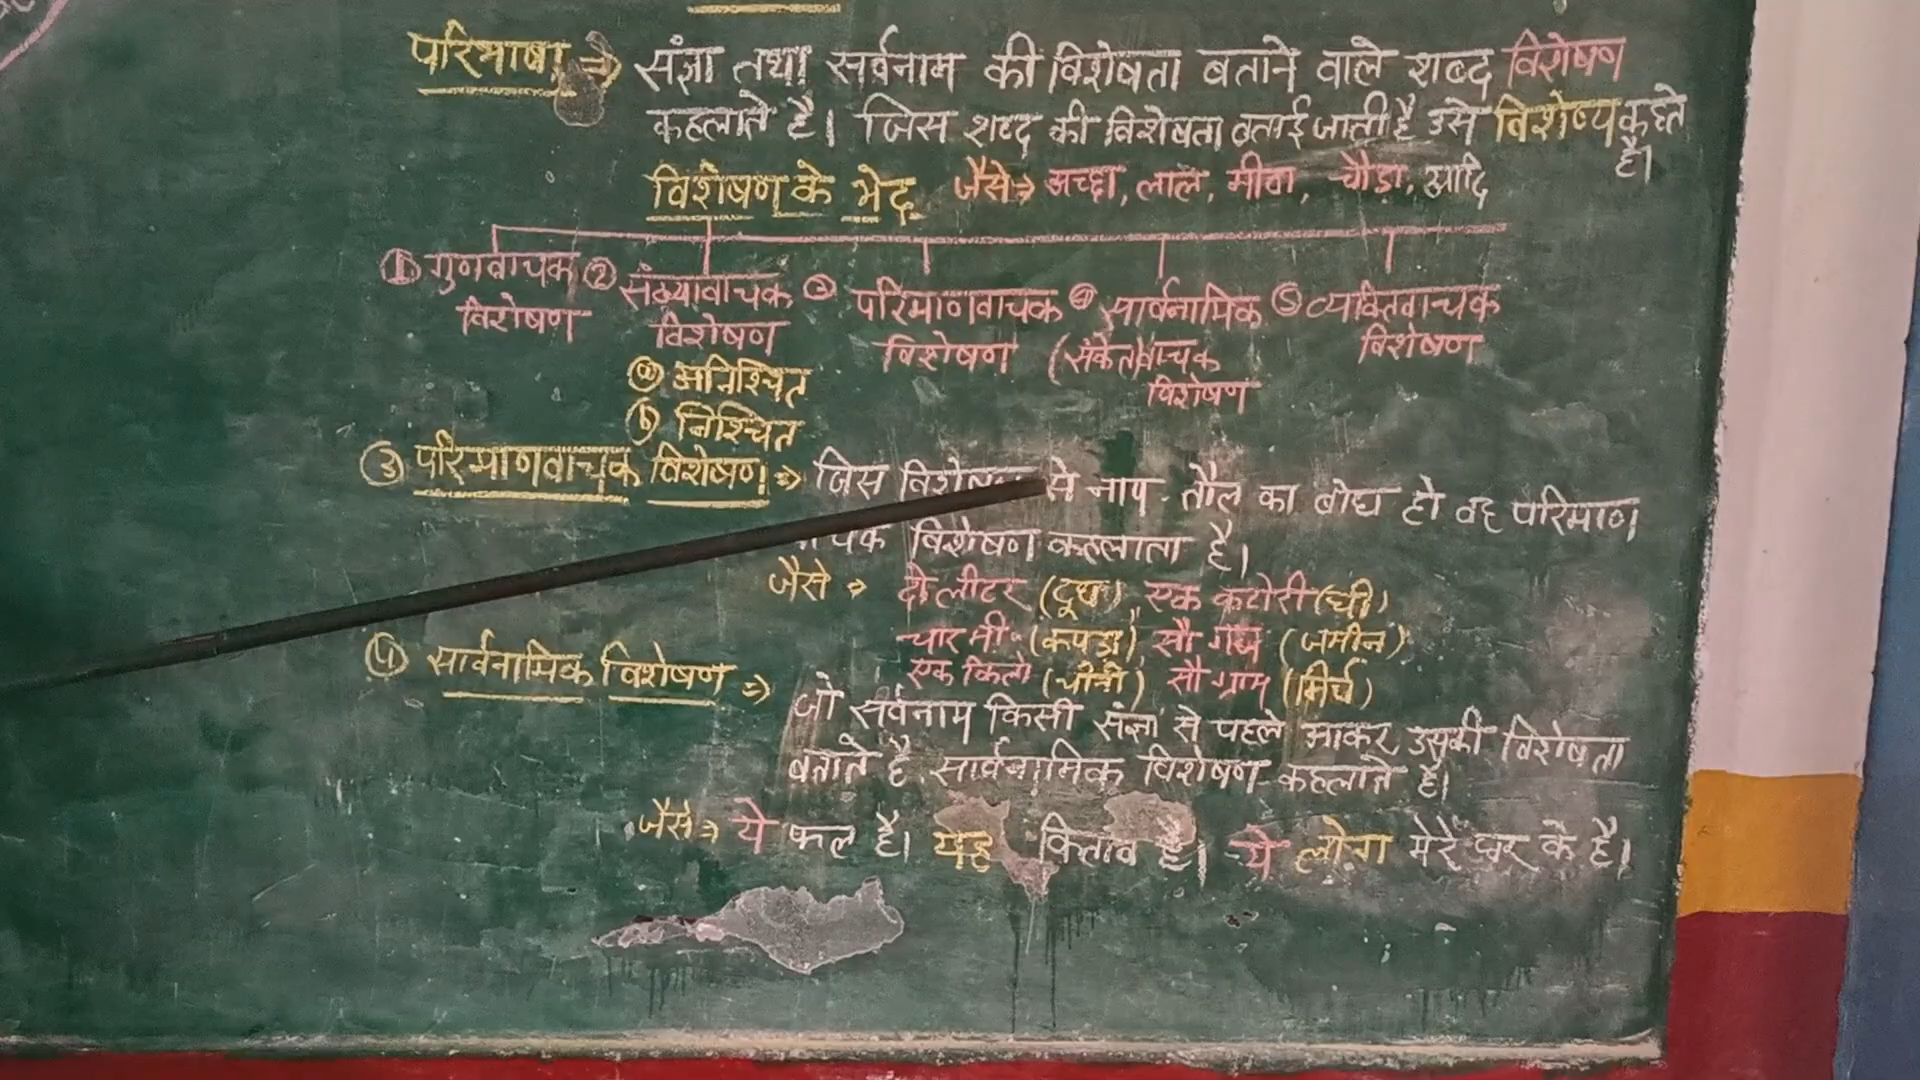 परिभाषा ⇒ संज्ञा तथा सर्वनाम की विशेषता बताने वाले शब्द विशेषण
कहलाते है। जिस शब्द की विशेषता बताई जाती है उसे विशेष्य कहते
है।
विशेषण के भेद जैसे⇒ अच्छा, लाल, मीठा, चौड़ा, आदि
① गुणवाचक ② संख्यावाचक ③ परिमाणवाचक ④ सार्वनामिक ⑤ व्यक्तिवाचक
विशेषण विशेषण विशेषण (संकेतवाचक विशेषण
विशेषण
ⓐ अनिश्चित
ⓑ निश्चित
③ परिमाणवाचक विशेषण ⇒ जिस विशेषण से नाप - तौल का बोध हो वह परिमाण
वाचक विशेषण कहलाता है।
जैसे ⇒ दो लीटर (दूध) एक कटोरी (घी)
चार मी. (कपड़ा) सौ गज (जमीन)
एक किलो (चीनी) सौ ग्राम (मिर्च)
④ सार्वनामिक विशेषण ⇒
जो सर्वनाम किसी संज्ञा से पहले आकर उसकी विशेषता
बताते है सार्वनामिक विशेषण कहलाते है।
जैसे⇒ ये फल है। यह किताब है। ये लोग मेरे घर के है।